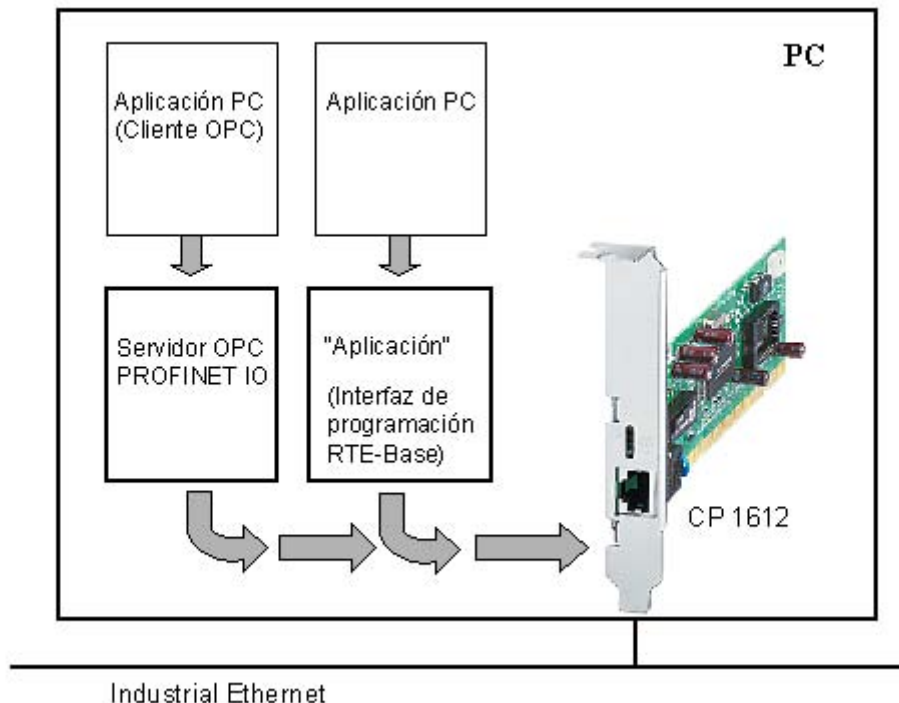 PC
Aplicación PC
(Cliente OPC)
Aplicación PC
Servidor OPC
PROFINET IO
"Aplicación"
(Interfaz de
programación
RTE-Base)
CP 1612
Industrial Ethernet